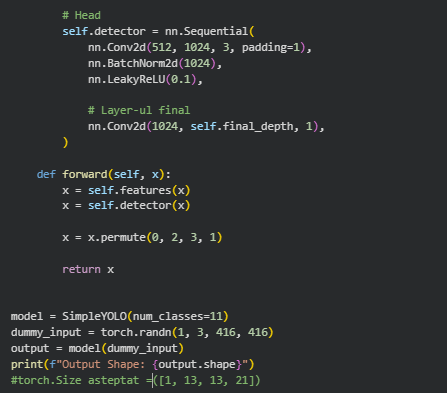 # Head
self.detector = nn.Sequential(
nn.Conv2d(512, 1024, 3, padding=1),
nn.BatchNorm2d(1024),
nn.LeakyReLU(0.1),
# Layer-ul final
nn.Conv2d(1024, self.final_depth, 1),
)
def forward(self, x):
x = self.features(x)
x = self.detector(x)
x = x.permute(0, 2, 3, 1)
return x
model = SimpleYOLO(num_classes=11)
dummy_input = torch.randn(1, 3, 416, 416)
output = model(dummy_input)
print(f"Output Shape: {output.shape}")
#torch.Size asteptat =([1, 13, 13, 21])